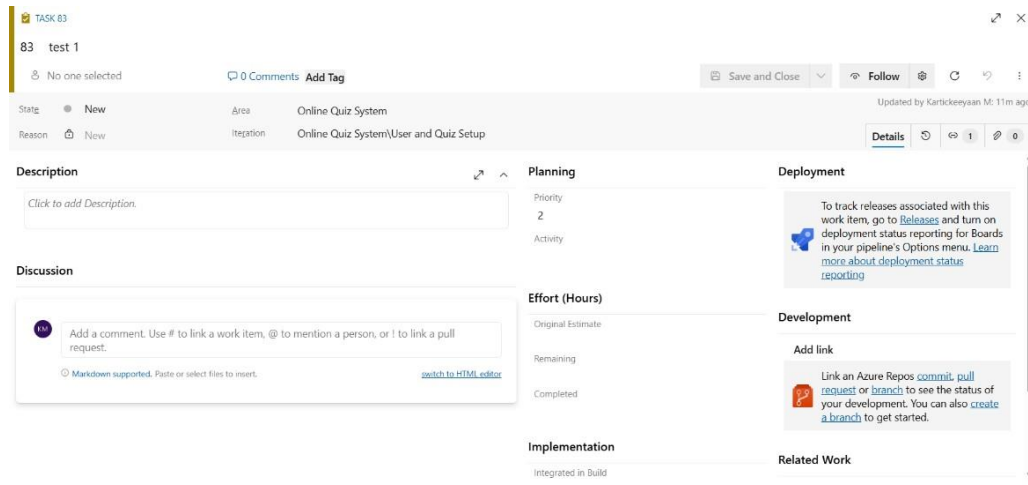 TASK 83
83 test 1
No one selected
0 Comments Add Tag
Save and Close
Follow
State New
Area Online Quiz System
Updated by Kartickeeyaan M: 11m ago
Reason New
Iteration Online Quiz System\User and Quiz Setup
Details
1
0
Description
Click to add Description.
Discussion
KM
Add a comment. Use # to link a work item, @ to mention a person, or ! to link a pull
request.
Markdown supported. Paste or select files to insert.
switch to HTML editor
Planning
Priority
2
Activity
Effort (Hours)
Original Estimate
Remaining
Completed
Implementation
Integrated in Build
Deployment
To track releases associated with this
work item, go to Releases and turn on
deployment status reporting for Boards
in your pipeline's Options menu. Learn
more about deployment status
reporting
Development
Add link
Link an Azure Repos commit, pull
request or branch to see the status of
your development. You can also create
a branch to get started.
Related Work